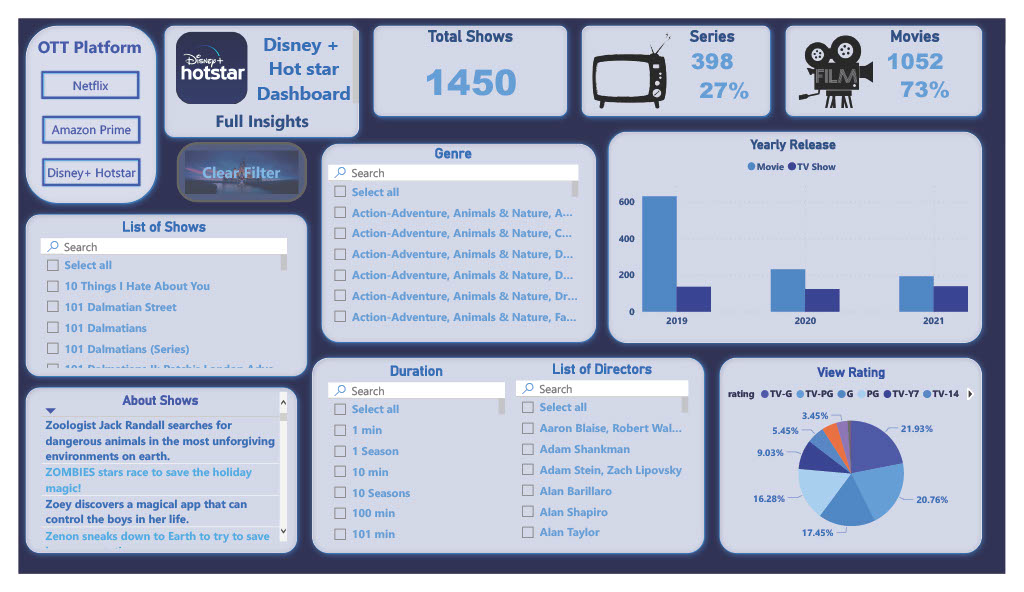 OTT Platform
Netflix
Amazon Prime
Disney+ Hotstar
Disney+
hotstar
Disney +
Hot star
Dashboard
Full Insights
Clear Filter
Total Shows
1450
Series
398
27%
FILM
Movies
1052
73%
List of Shows
Search
Select all
10 Things I Hate About You
101 Dalmatian Street
101 Dalmatians
101 Dalmatians (Series)
Genre
Search
Select all
Action-Adventure, Animals & Nature, A...
Action-Adventure, Animals & Nature, C...
Action-Adventure, Animals & Nature, D...
Action-Adventure, Animals & Nature, D...
Action-Adventure, Animals & Nature, Dr...
Action-Adventure, Animals & Nature, Fa...
Yearly Release
Movie TV Show
600
400
200
0
2019 2020 2021
About Shows
Zoologist Jack Randall searches for
dangerous animals in the most unforgiving
environments on earth.
ZOMBIES stars race to save the holiday
magic!
Zoey discovers a magical app that can
control the boys in her life.
Zenon sneaks down to Earth to try to save
Duration
Search
Select all
1 min
1 Season
10 min
10 Seasons
100 min
101 min
List of Directors
Search
Select all
Aaron Blaise, Robert Wal...
Adam Shankman
Adam Stein, Zach Lipovsky
Alan Barillaro
Alan Shapiro
Alan Taylor
View Rating
rating TV-G TV-PG G PG TV-Y7 TV-14
3.45%
5.45%
9.03%
16.28%
17.45%
20.76%
21.93%